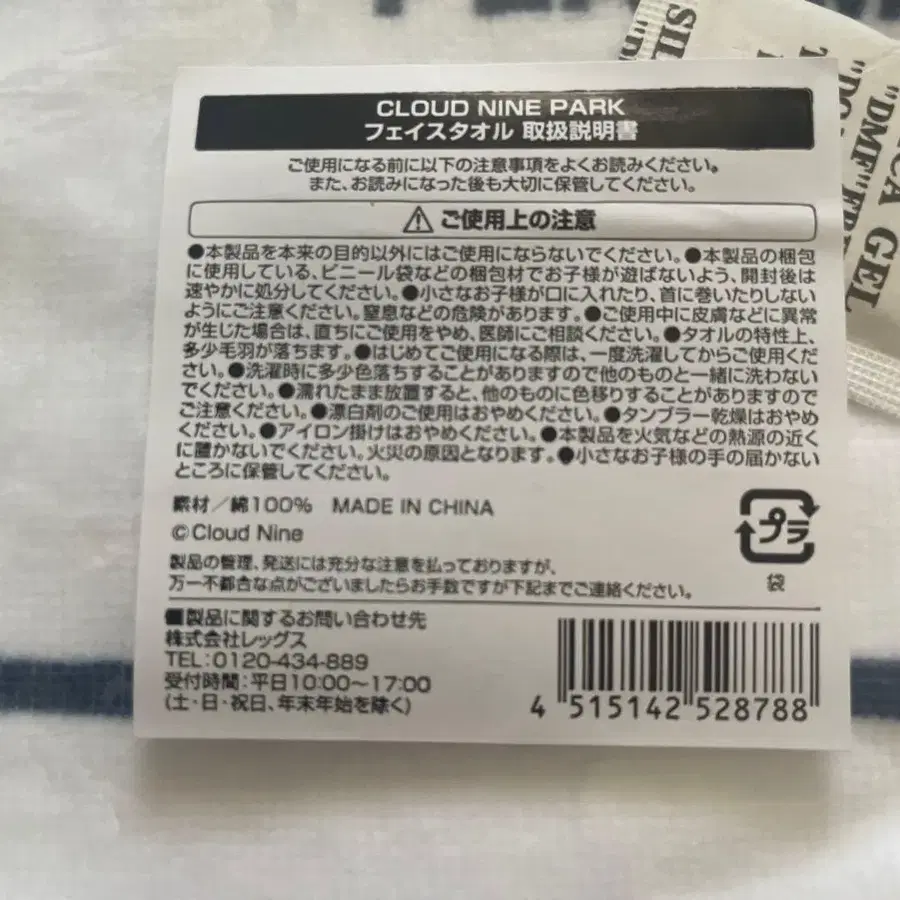 CLOUD NINE PARK
フェイスタオル 取扱説明書
ご使用になる前に以下の注意事項をよくお読みください。
また、お読みになった後も大切に保管してください。
ご使用上の注意
●本製品を本来の目的以外にはご使用にならないでください。●本製品の梱包
に使用している、ビニール袋などの梱包材でお子様が遊ばないよう、開封後は
速やかに処分してください。●小さなお子様が口に入れたり、首に巻いたりしない
ようにご注意ください。窒息などの危険があります。●ご使用中に皮膚などに異常
が生じた場合は、直ちにご使用をやめ、医師にご相談ください。●タオルの特性上、
多少毛羽が落ちます。●はじめてご使用になる際は、一度洗濯してからご使用くだ
さい。●洗濯時に多少色落ちすることがありますので他のものと一緒に洗わない
でください。●濡れたまま放置すると、他のものに色移りすることがありますので
ご注意ください。●漂白剤のご使用はおやめください。●タンブラー乾燥はおやめ
ください。●アイロン掛けはおやめください。●本製品を火気などの熱源の近く
に置かないでください。火災の原因となります。●小さなお子様の手の届かない
ところに保管してください。
素材/綿100% MADE IN CHINA
©Cloud Nine
プラ
袋
製品の管理、発送には充分な注意を払っておりますが、
万一不都合な点がございましたらお手数ですが下記までご連絡ください。
■製品に関するお問い合わせ先
株式会社レッグス
TEL:0120-434-889
受付時間:平日10:00〜17:00
(土・日・祝日、年末年始を除く)
4 515142 528788
GEL
"DMF"